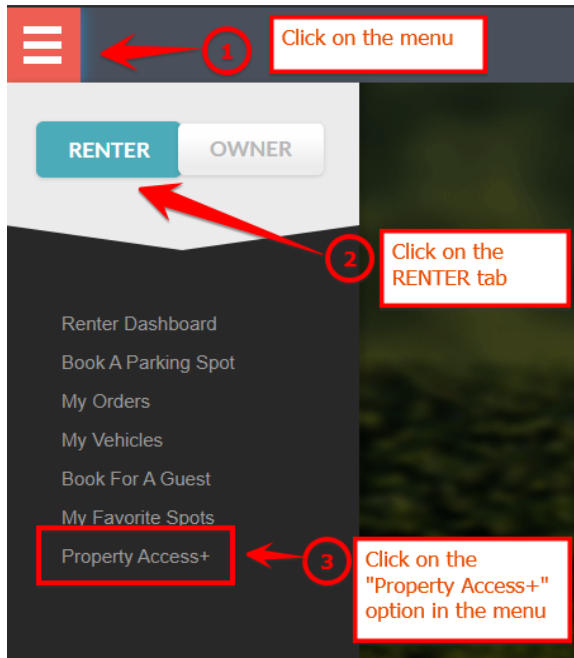 1
Click on the menu
RENTER
OWNER
2
Click on the
RENTER tab
Renter Dashboard
Book A Parking Spot
My Orders
My Vehicles
Book For A Guest
My Favorite Spots
Property Access+
3
Click on the
"Property Access+"
option in the menu